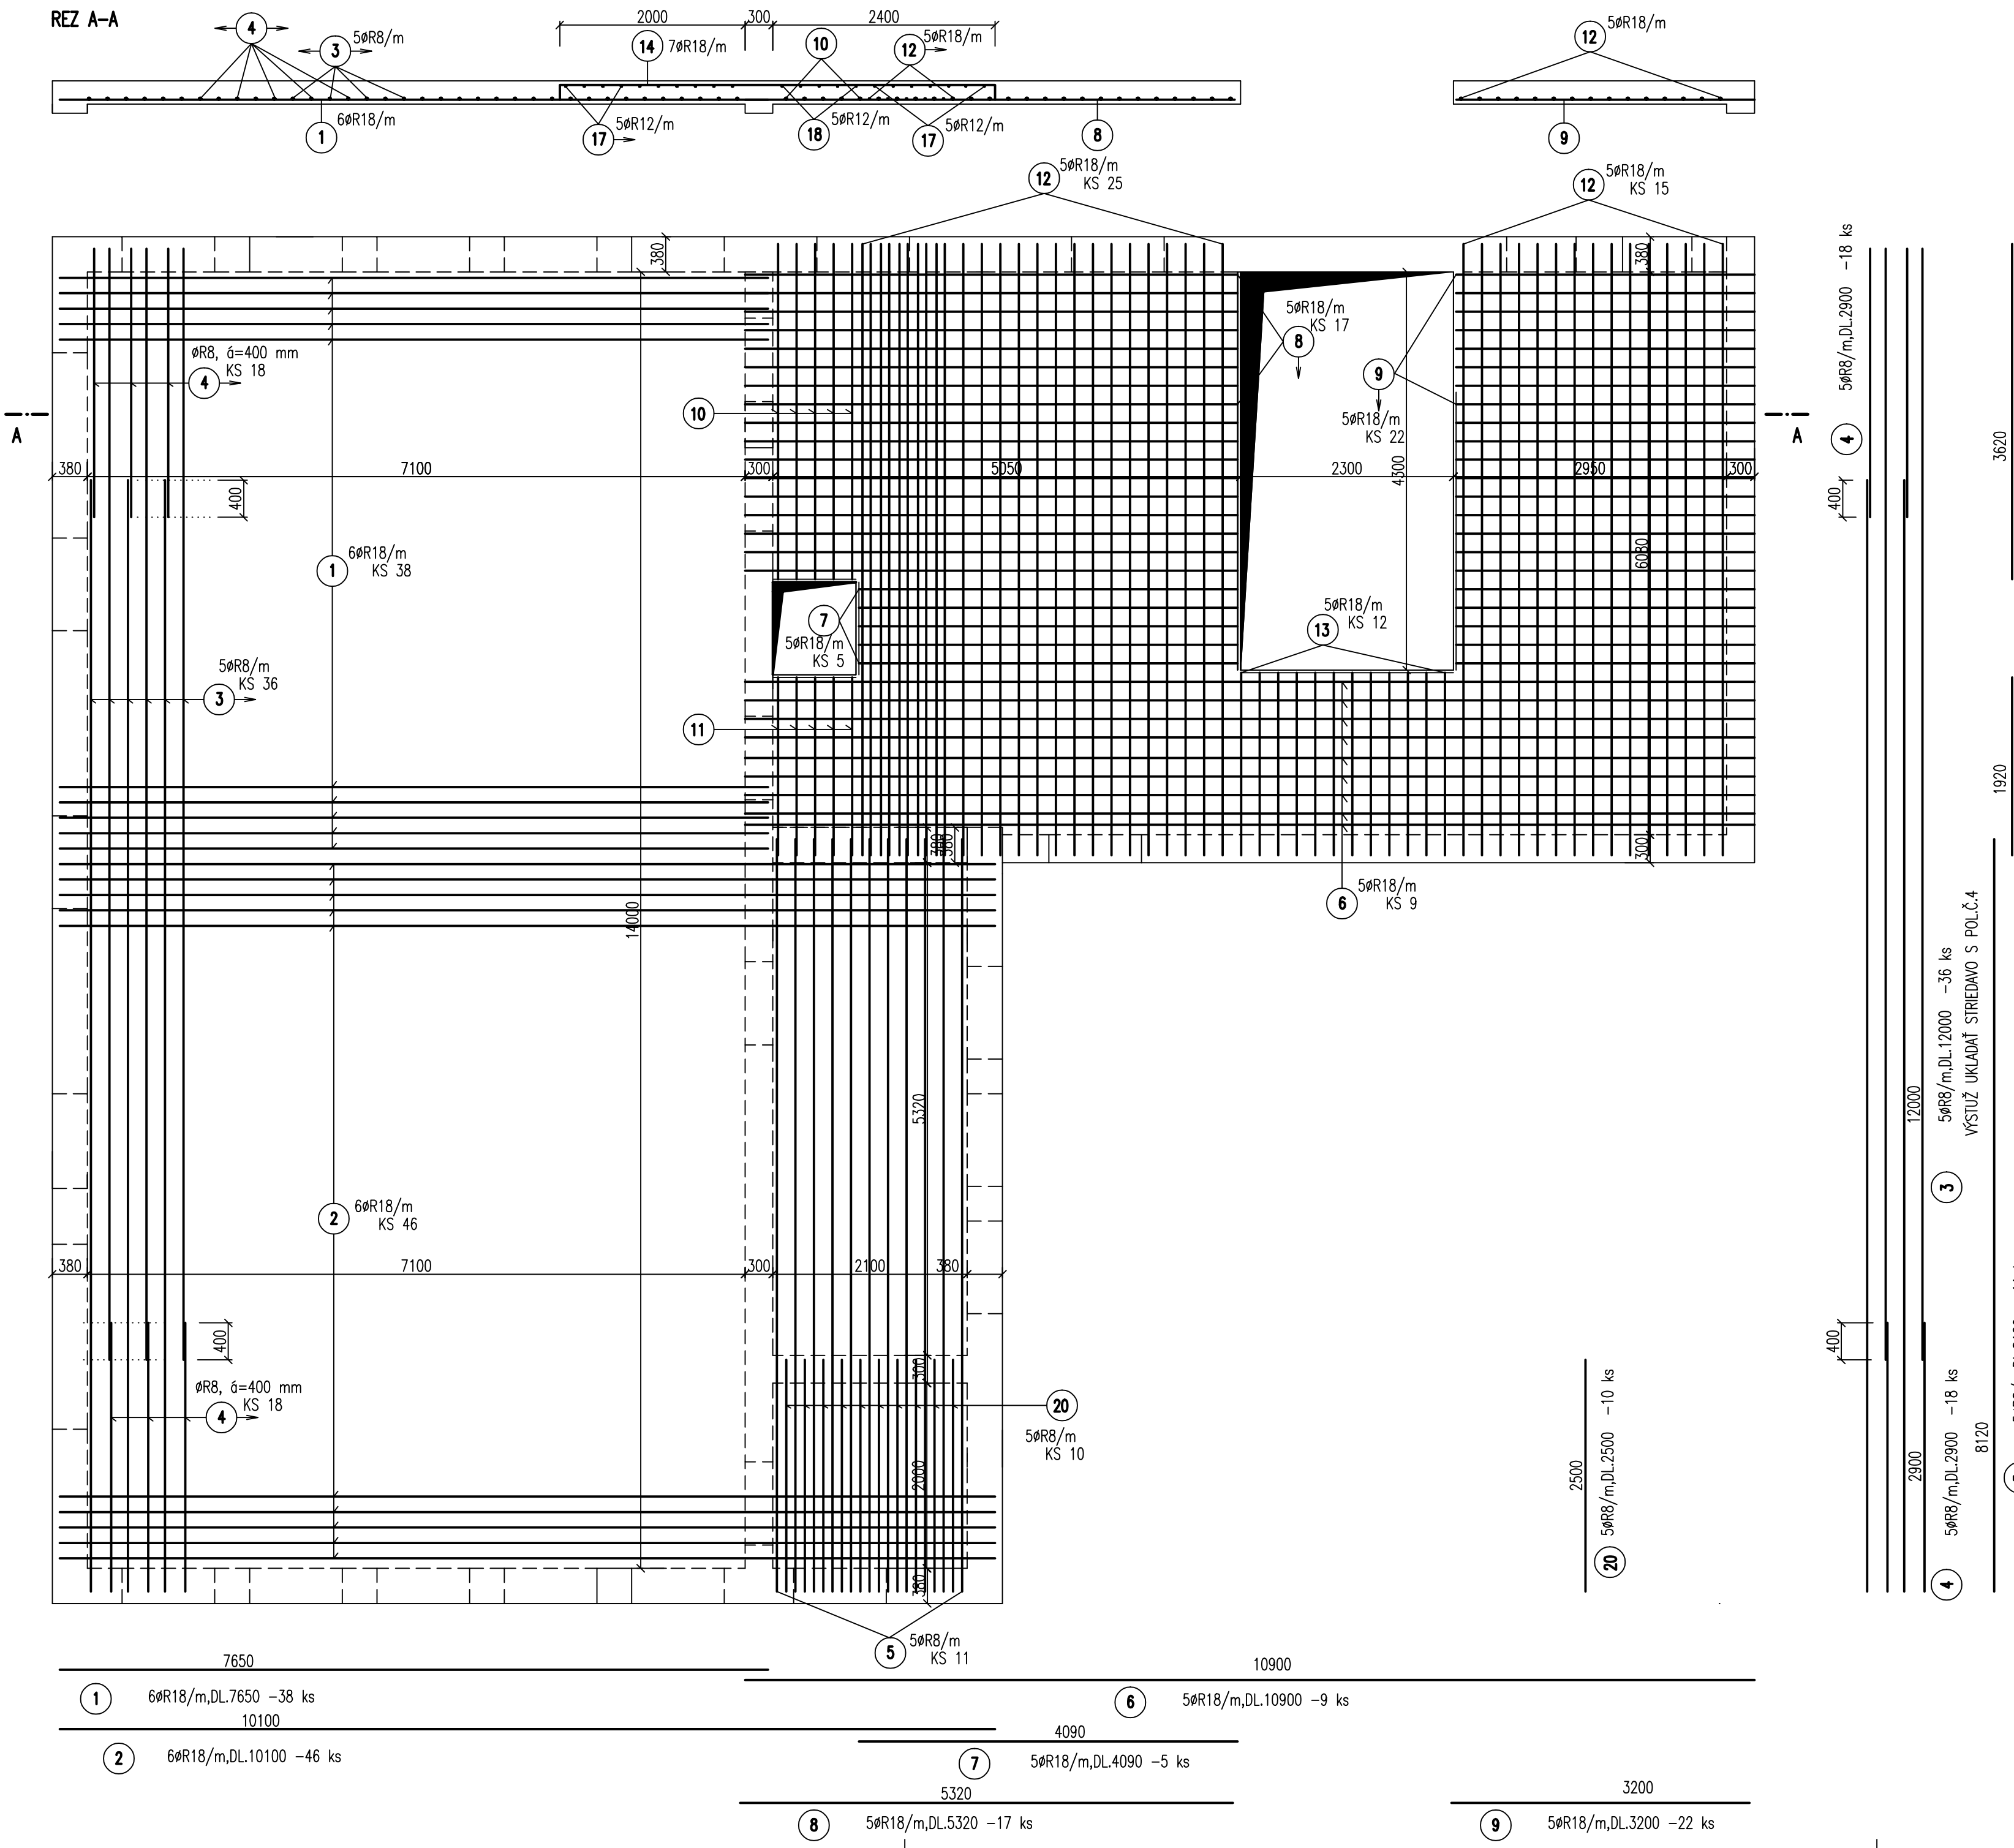 REZ A-A
4
3
5øR8/m
2000
300
2400
14
7øR18/m
10
12
5øR18/m
12
5øR18/m
1
6øR18/m
17
5øR12/m
18
5øR12/m
17
5øR12/m
8
9
12
5øR18/m
KS 25
12
5øR18/m
KS 15
380
380
øR8, á=400 mm
KS 18
4
5øR18/m
KS 17
8
9
5øR18/m
KS 22
10
A
A
380
7100
300
5050
2300
2950
300
4300
400
1
6øR18/m
KS 38
6080
7
5øR18/m
KS 5
5øR18/m
KS 12
13
5øR8/m
KS 36
3
11
380
380
300
14000
6
5øR18/m
KS 9
5320
2
6øR18/m
KS 46
380
7100
300
2100
380
400
300
øR8, á=400 mm
KS 18
4
20
5øR8/m
KS 10
2000
380
5
5øR8/m
KS 11
2500
5øR8/m,DL.2500 -10 ks
20
4
5øR8/m,DL.2900 -18 ks
400
3620
1920
12000
3
5øR8/m,DL.12000 -36 ks
VÝSTUŽ UKLADAŤ STRIEDAVO S POL.Č.4
400
2900
4
5øR8/m,DL.2900 -18 ks
8120
7650
1
6øR18/m,DL.7650 -38 ks
10100
2
6øR18/m,DL.10100 -46 ks
10900
6
5øR18/m,DL.10900 -9 ks
4090
7
5øR18/m,DL.4090 -5 ks
5320
8
5øR18/m,DL.5320 -17 ks
3200
9
5øR18/m,DL.3200 -22 ks